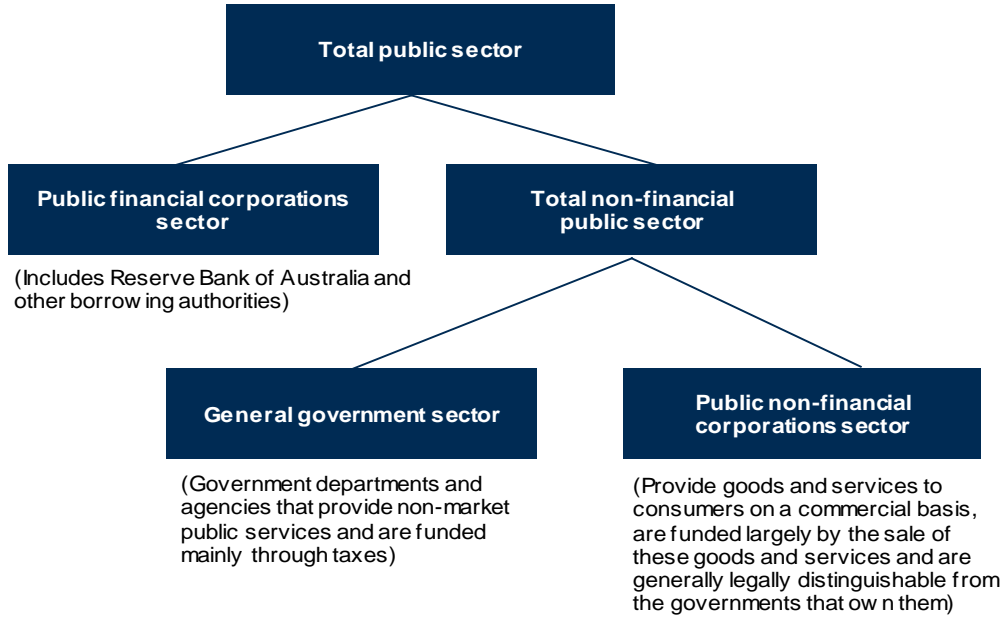 Total public sector
Public financial corporations
sector
Total non-financial
public sector
(Includes Reserve Bank of Australia and
other borrowing authorities)
General government sector
Public non-financial
corporations sector
(Government departments and
agencies that provide non-market
public services and are funded
mainly through taxes)
(Provide goods and services to
consumers on a commercial basis,
are funded largely by the sale of
these goods and services and are
generally legally distinguishable from
the governments that own them)